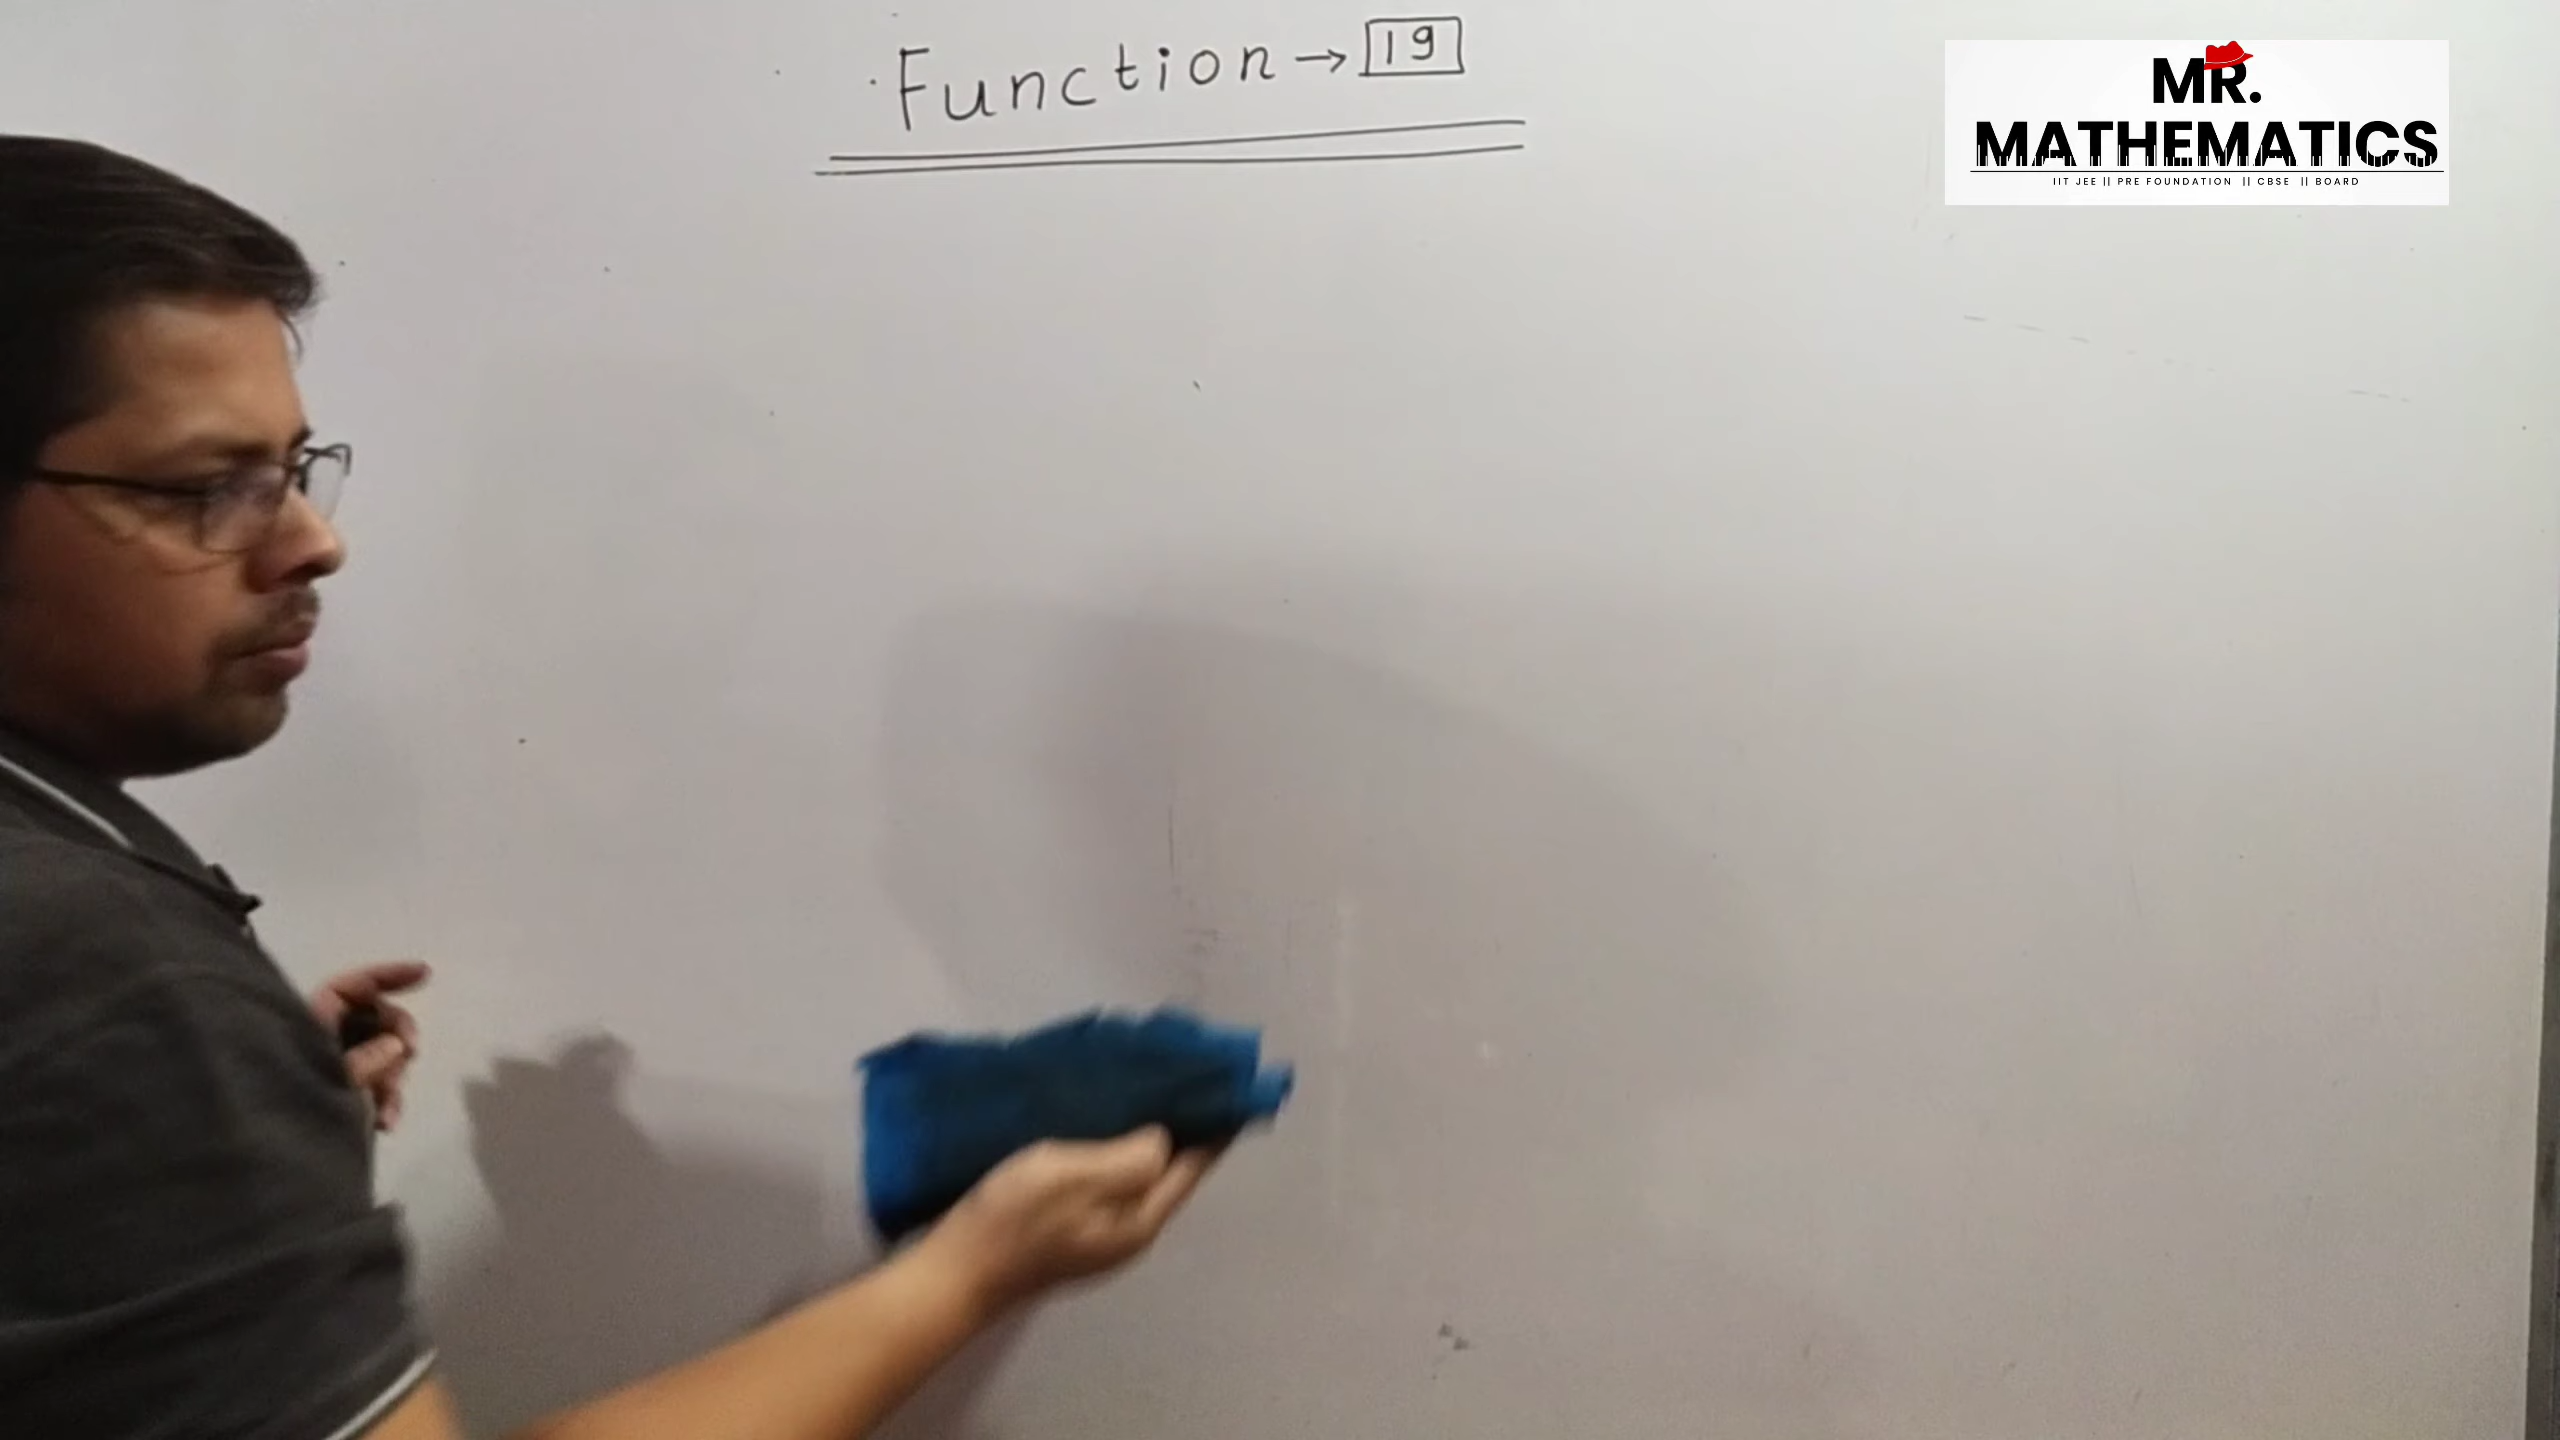 Function → 19
MR.
MATHEMATICS
IIT JEE || PRE FOUNDATION || CBSE || BOARD